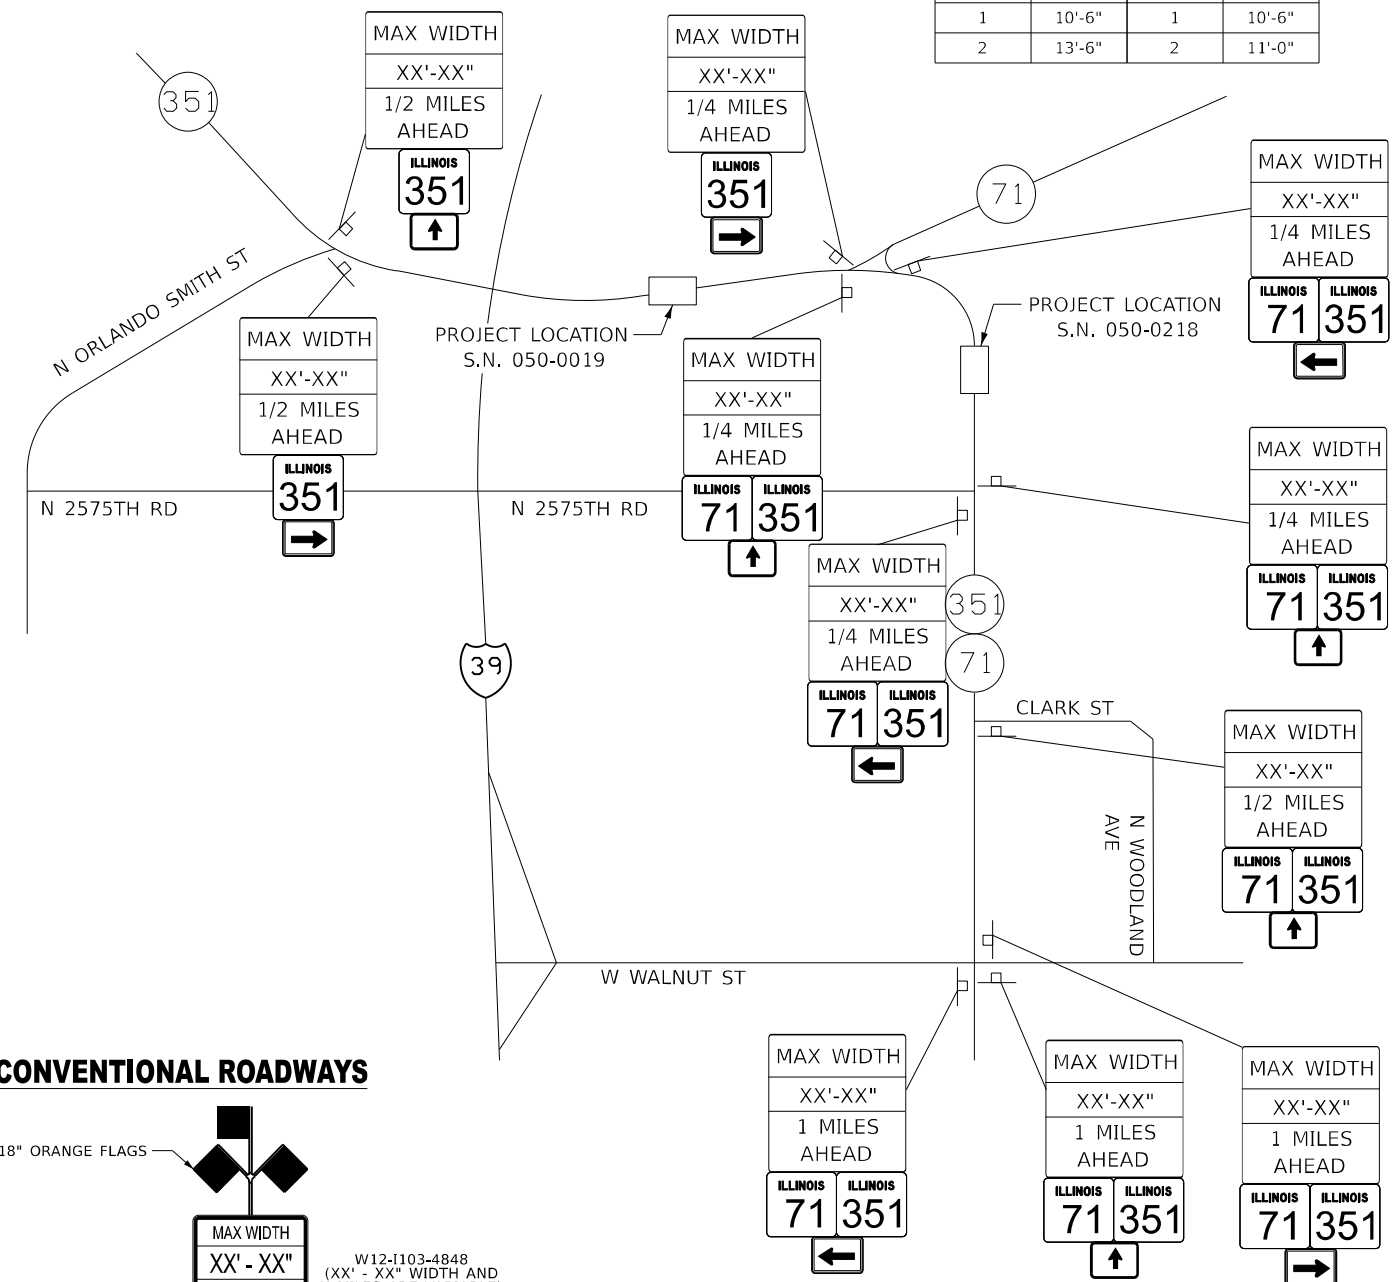 1 10'-6" 1 10'-6"
2 13'-6" 2 11'-0"
MAX WIDTH
XX'-XX"
1/2 MILES
AHEAD
ILLINOIS
351
MAX WIDTH
XX'-XX"
1/4 MILES
AHEAD
ILLINOIS
351
351
71
MAX WIDTH
XX'-XX"
1/4 MILES
AHEAD
ILLINOIS ILLINOIS
71 351
N ORLANDO SMITH ST
PROJECT LOCATION
S.N. 050-0019
PROJECT LOCATION
S.N. 050-0218
MAX WIDTH
XX'-XX"
1/2 MILES
AHEAD
ILLINOIS
351
MAX WIDTH
XX'-XX"
1/4 MILES
AHEAD
ILLINOIS ILLINOIS
71 351
N 2575TH RD
N 2575TH RD
MAX WIDTH
XX'-XX"
1/4 MILES
AHEAD
ILLINOIS ILLINOIS
71 351
MAX WIDTH
XX'-XX"
1/4 MILES
AHEAD
ILLINOIS ILLINOIS
71 351
351
71
39
CLARK ST
MAX WIDTH
XX'-XX"
1/2 MILES
AHEAD
ILLINOIS ILLINOIS
71 351
N WOODLAND
AVE
W WALNUT ST
MAX WIDTH
XX'-XX"
1 MILES
AHEAD
ILLINOIS ILLINOIS
71 351
MAX WIDTH
XX'-XX"
1 MILES
AHEAD
ILLINOIS ILLINOIS
71 351
MAX WIDTH
XX'-XX"
1 MILES
AHEAD
ILLINOIS ILLINOIS
71 351
CONVENTIONAL ROADWAYS
18" ORANGE FLAGS
MAX WIDTH
XX' - XX"
W12-I103-4848
(XX' - XX" WIDTH AND